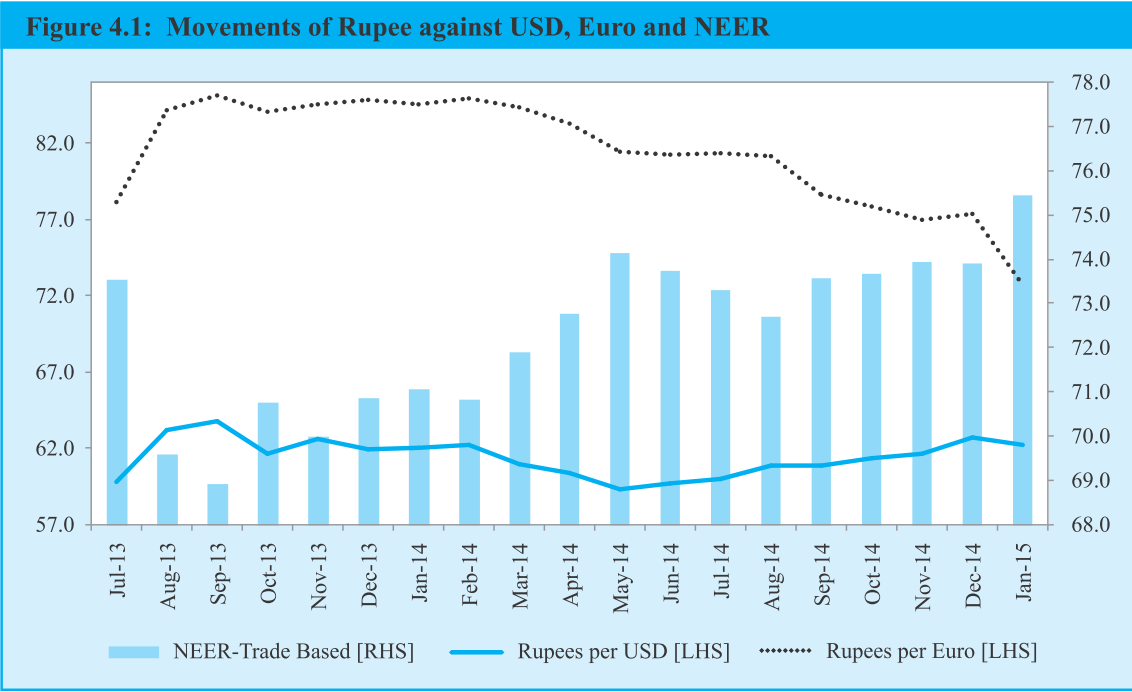 Figure 4.1: Movements of Rupee against USD, Euro and NEER
82.0
77.0
72.0
67.0
62.0
57.0
78.0
77.0
76.0
75.0
74.0
73.0
72.0
71.0
70.0
69.0
68.0
Jul-13
Aug-13
Sep-13
Oct-13
Nov-13
Dec-13
Jan-14
Feb-14
Mar-14
Apr-14
May-14
Jun-14
Jul-14
Aug-14
Sep-14
Oct-14
Nov-14
Dec-14
Jan-15
NEER-Trade Based [RHS] Rupees per USD [LHS] Rupees per Euro [LHS]